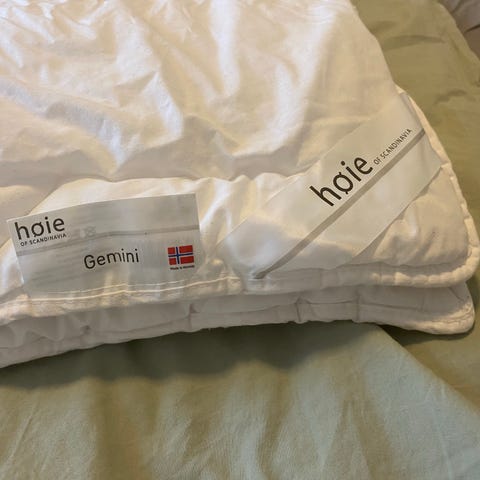 høie
OF SCANDINAVIA
Gemini
Made in Norway
høie
OF SCANDINAVIA